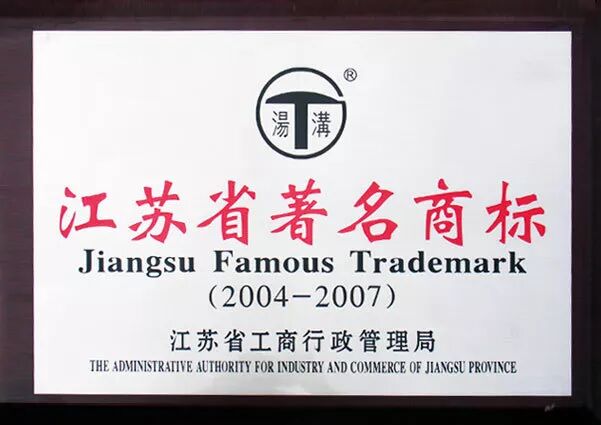 ®
湯 溝
江苏省著名商标
Jiangsu Famous Trademark
(2004-2007)
江苏省工商行政管理局
THE ADMINISTRATIVE AUTHORITY FOR INDUSTRY AND COMMERCE OF JIANGSU PROVINCE